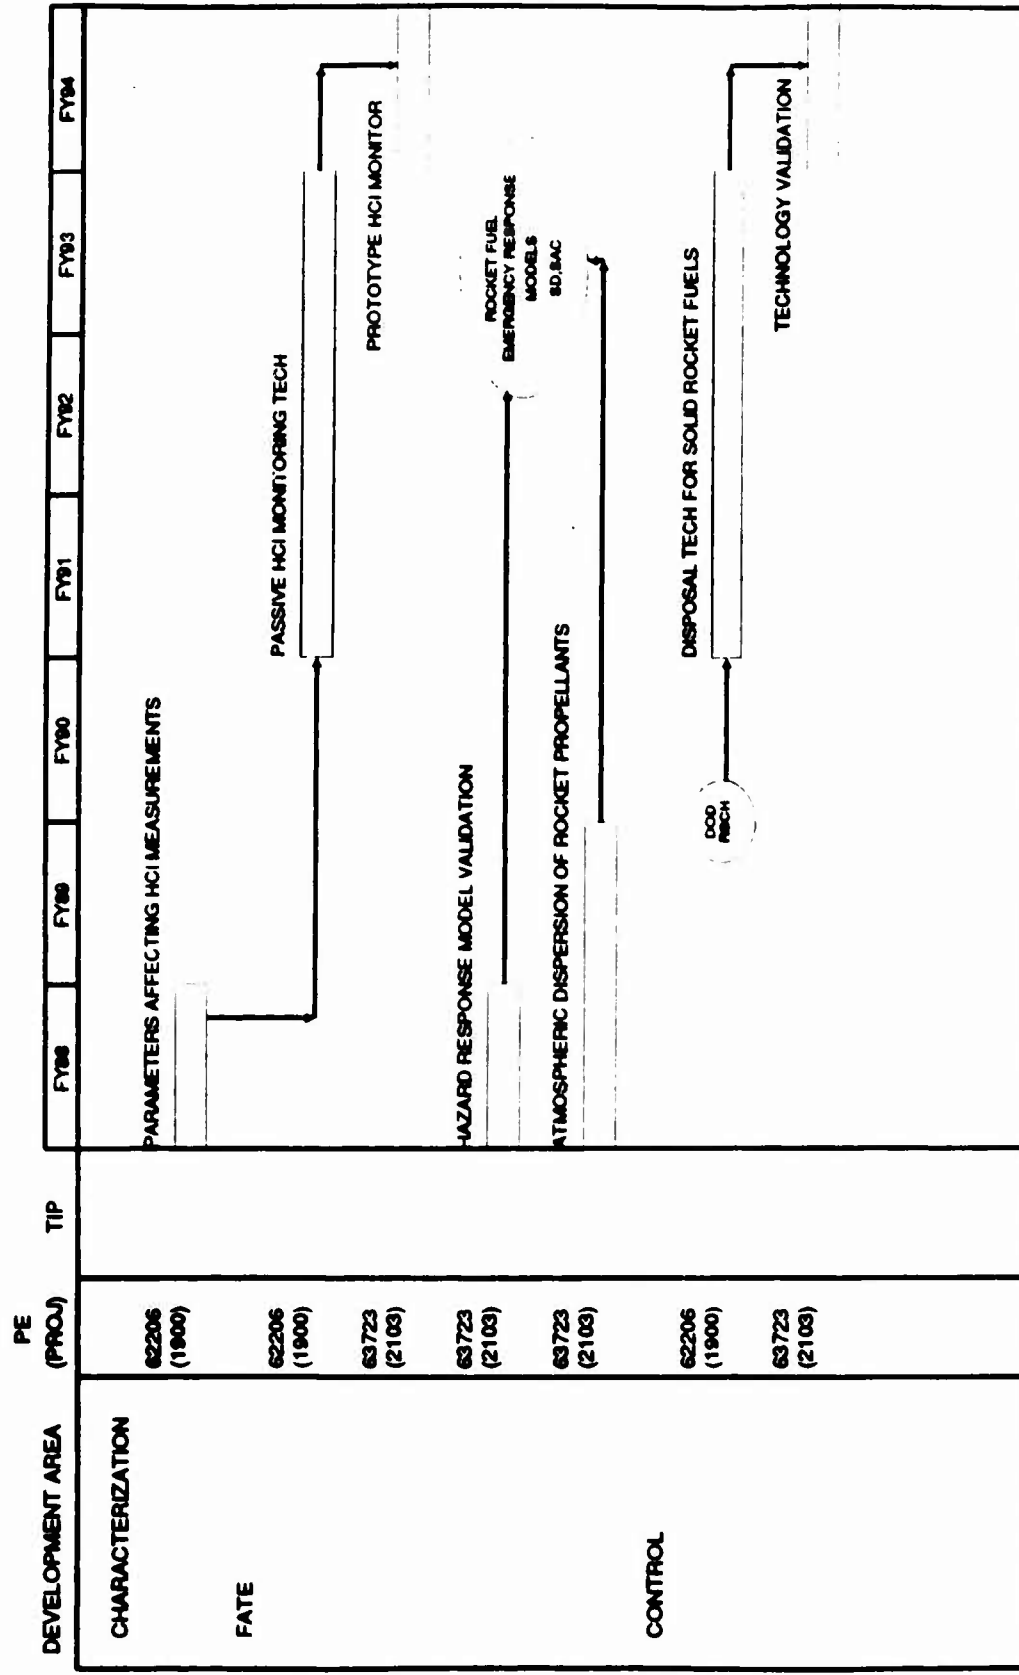 DEVELOPMENT AREA
PE
(PROJ)
TIP
FY88
FY89
FY90
FY91
FY92
FY93
FY94
CHARACTERIZATION
62206
(1900)
PARAMETERS AFFECTING HCl MEASUREMENTS
FATE
62206
(1900)
PASSIVE HCl MONITORING TECH
63723
(2103)
PROTOTYPE HCl MONITOR
63723
(2103)
HAZARD RESPONSE MODEL VALIDATION
ROCKET FUEL
EMERGENCY RESPONSE
MODELS
SD,SAC
63723
(2103)
ATMOSPHERIC DISPERSION OF ROCKET PROPELLANTS
CONTROL
62206
(1900)
DOD
RSCH
DISPOSAL TECH FOR SOLID ROCKET FUELS
63723
(2103)
TECHNOLOGY VALIDATION